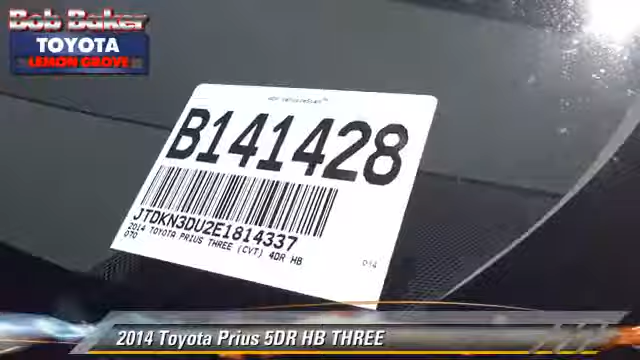 Bob Baker
TOYOTA
LEMON GROVE
B141428
JTDKN3DU2E1814337
2014 TOYOTA PRIUS THREE (CVT) 4DR HB
070
014
2014 Toyota Prius 5DR HB THREE